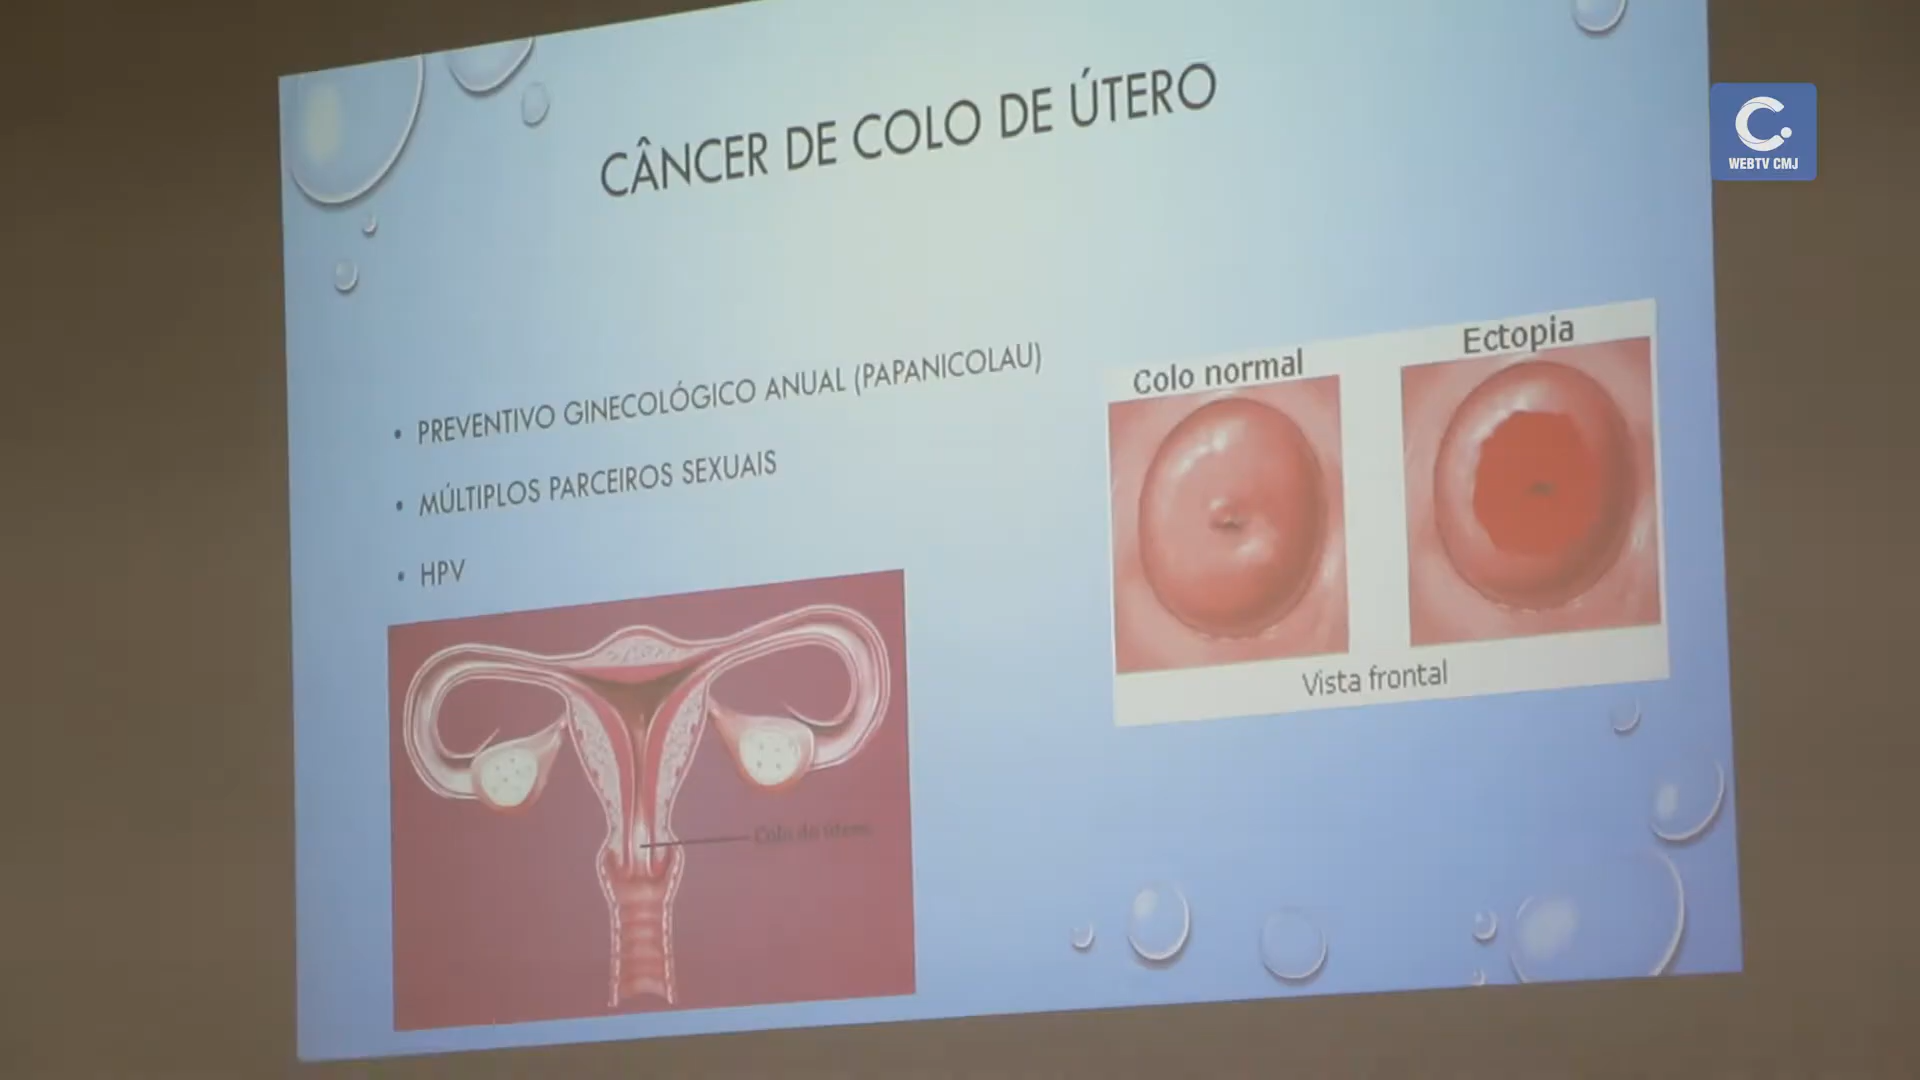 CÂNCER DE COLO DE ÚTERO
WEBTV CMJ
• PREVENTIVO GINECOLÓGICO ANUAL (PAPANICOLAU)
• MÚLTIPLOS PARCEIROS SEXUAIS
• HPV
Colo normal
Ectopia
Vista frontal
Colo do útero